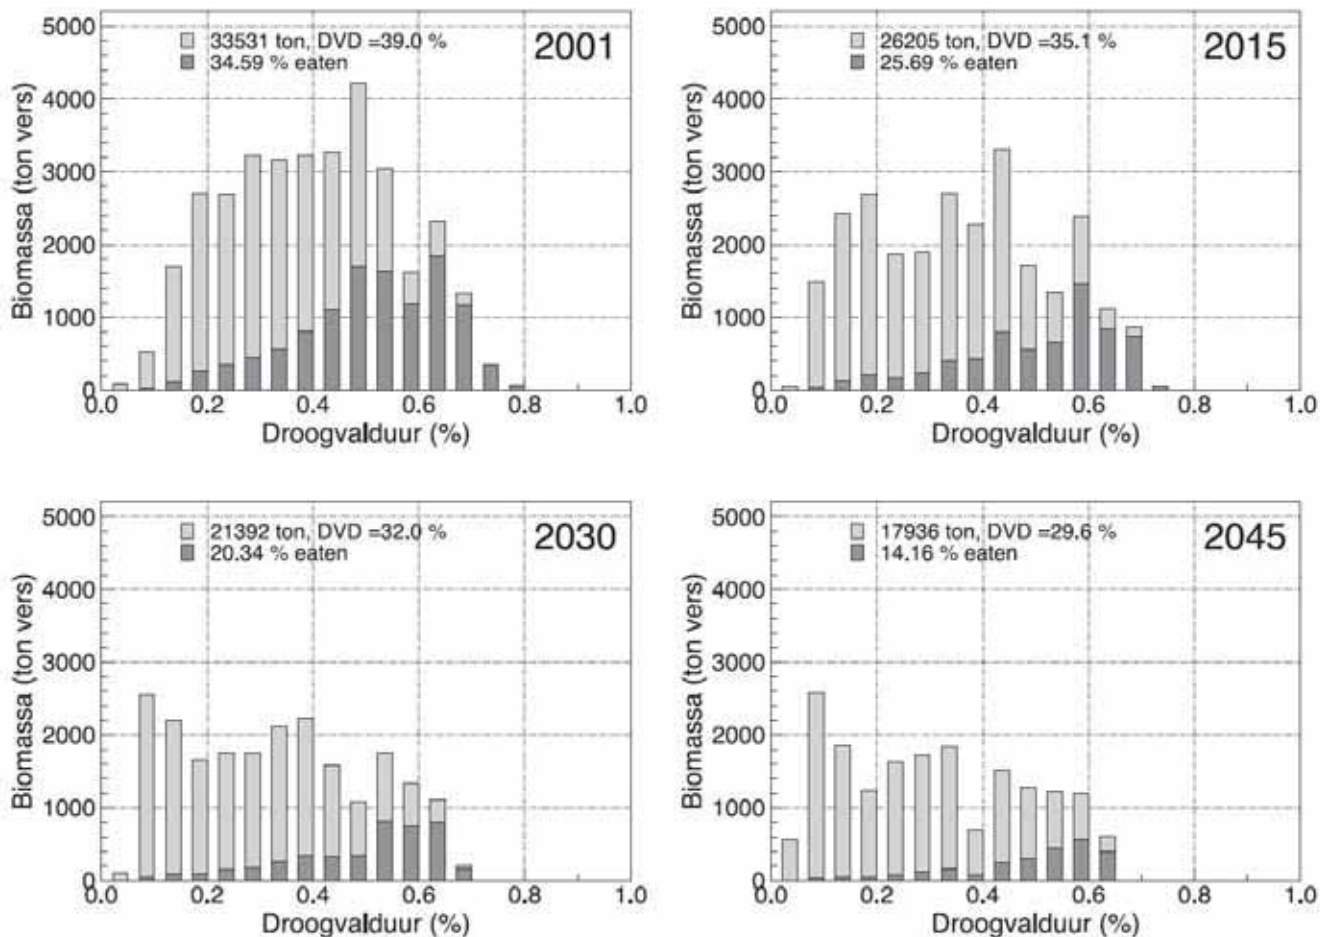 5000
4000
3000
2000
1000
0
Biomassa (ton vers)
33531 ton, DVD =39.0 %
34.59 % eaten
2001
0.0 0.2 0.4 0.6 0.8 1.0
Droogvalduur (%)
5000
4000
3000
2000
1000
0
Biomassa (ton vers)
26205 ton, DVD =35.1 %
25.69 % eaten
2015
0.0 0.2 0.4 0.6 0.8 1.0
Droogvalduur (%)
5000
4000
3000
2000
1000
0
Biomassa (ton vers)
21392 ton, DVD =32.0 %
20.34 % eaten
2030
0.0 0.2 0.4 0.6 0.8 1.0
Droogvalduur (%)
5000
4000
3000
2000
1000
0
Biomassa (ton vers)
17936 ton, DVD =29.6 %
14.16 % eaten
2045
0.0 0.2 0.4 0.6 0.8 1.0
Droogvalduur (%)